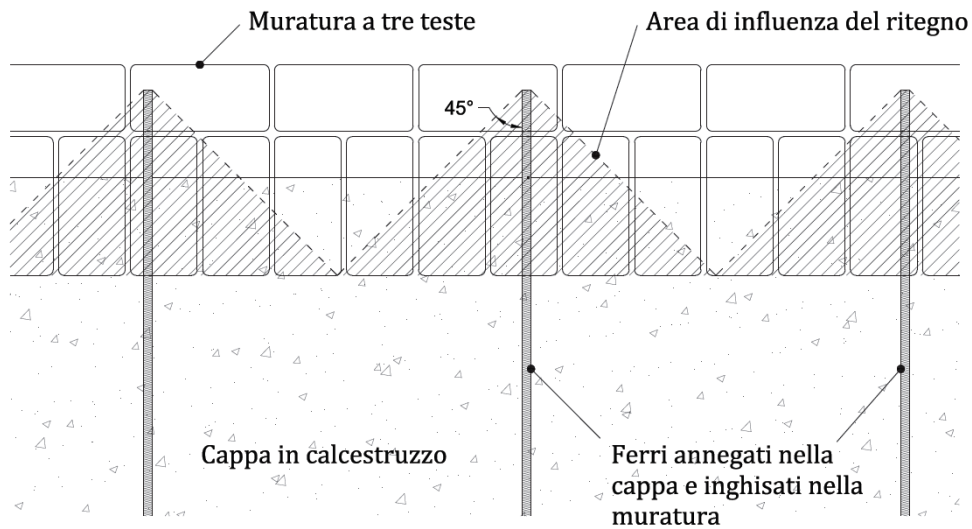 Muratura a tre teste
Area di influenza del ritegno
45°
Cappa in calcestruzzo
Ferri annegati nella
cappa e inghisati nella
muratura